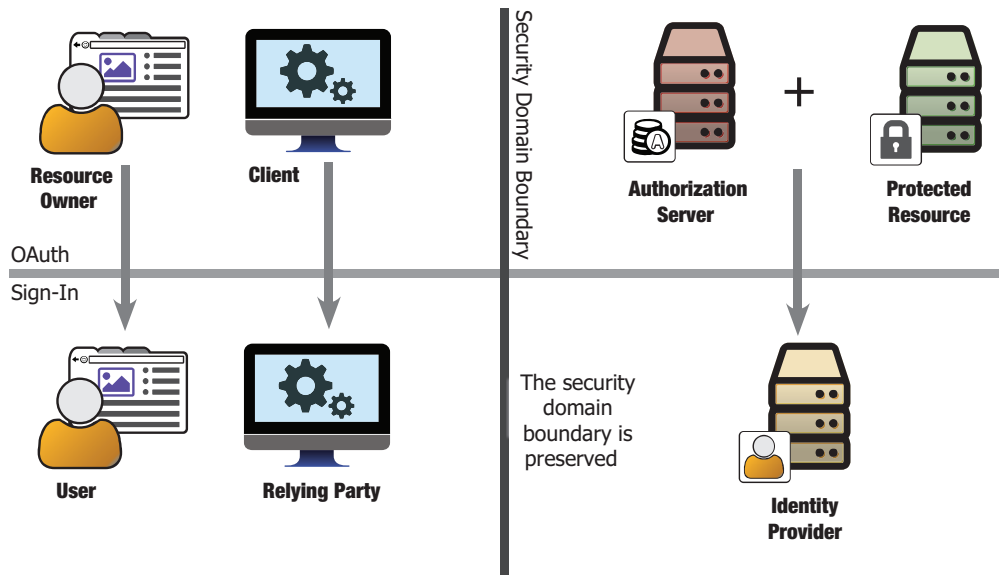 Resource
Owner
Client
Security Domain Boundary
A
Authorization
Server
+
Protected
Resource
OAuth
Sign-In
User
Relying Party
The security
domain
boundary is
preserved
Identity
Provider